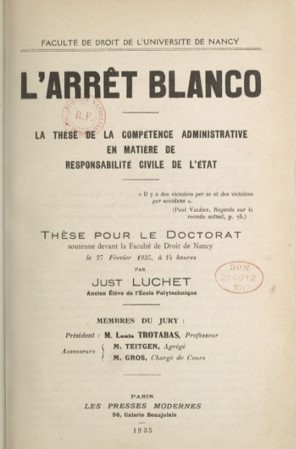 FACULTÉ DE DROIT DE L'UNIVERSITÉ DE NANCY
L'ARRÊT BLANCO
R.F.
LA THÈSE DE LA COMPÉTENCE ADMINISTRATIVE
EN MATIÈRE DE
RESPONSABILITÉ CIVILE DE L'ÉTAT
« Il y a des victoires per se et des victoires
per accidens ».
(Paul Valéry, Regards sur le
monde actuel, p. 78.)
THÈSE POUR LE DOCTORAT
soutenue devant la Faculté de Droit de Nancy
le 27 Février 1935, à 14 heures
PAR
JUST LUCHET
Ancien Élève de l'École Polytechnique
DON
MEMBRES DU JURY :
Président : M. Louis TROTABAS, Professeur
Assesseurs { M. TEITGEN, Agrégé
M. GROS, Chargé de Cours
PARIS
LES PRESSES MODERNES
96, Galerie Beaujolais
1935